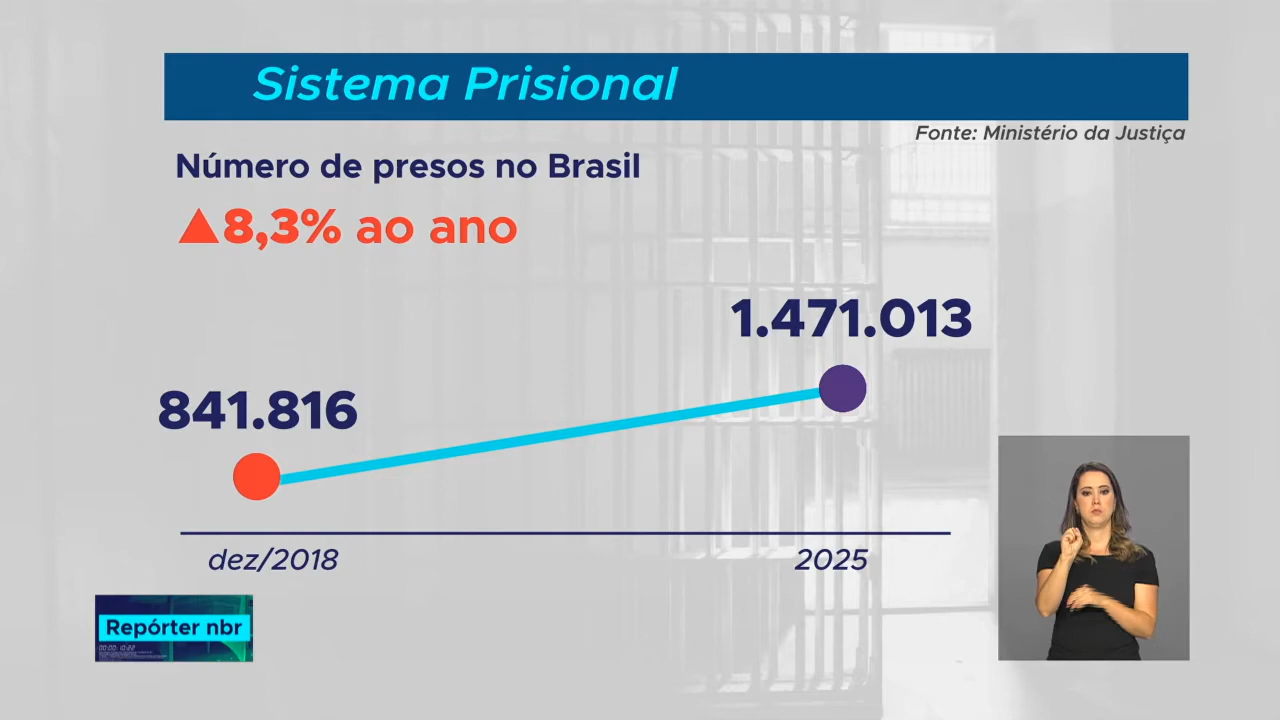 Sistema Prisional
Fonte: Ministério da Justiça
Número de presos no Brasil
▲8,3% ao ano
1.471.013
841.816
dez/2018
2025
Repórter nbr